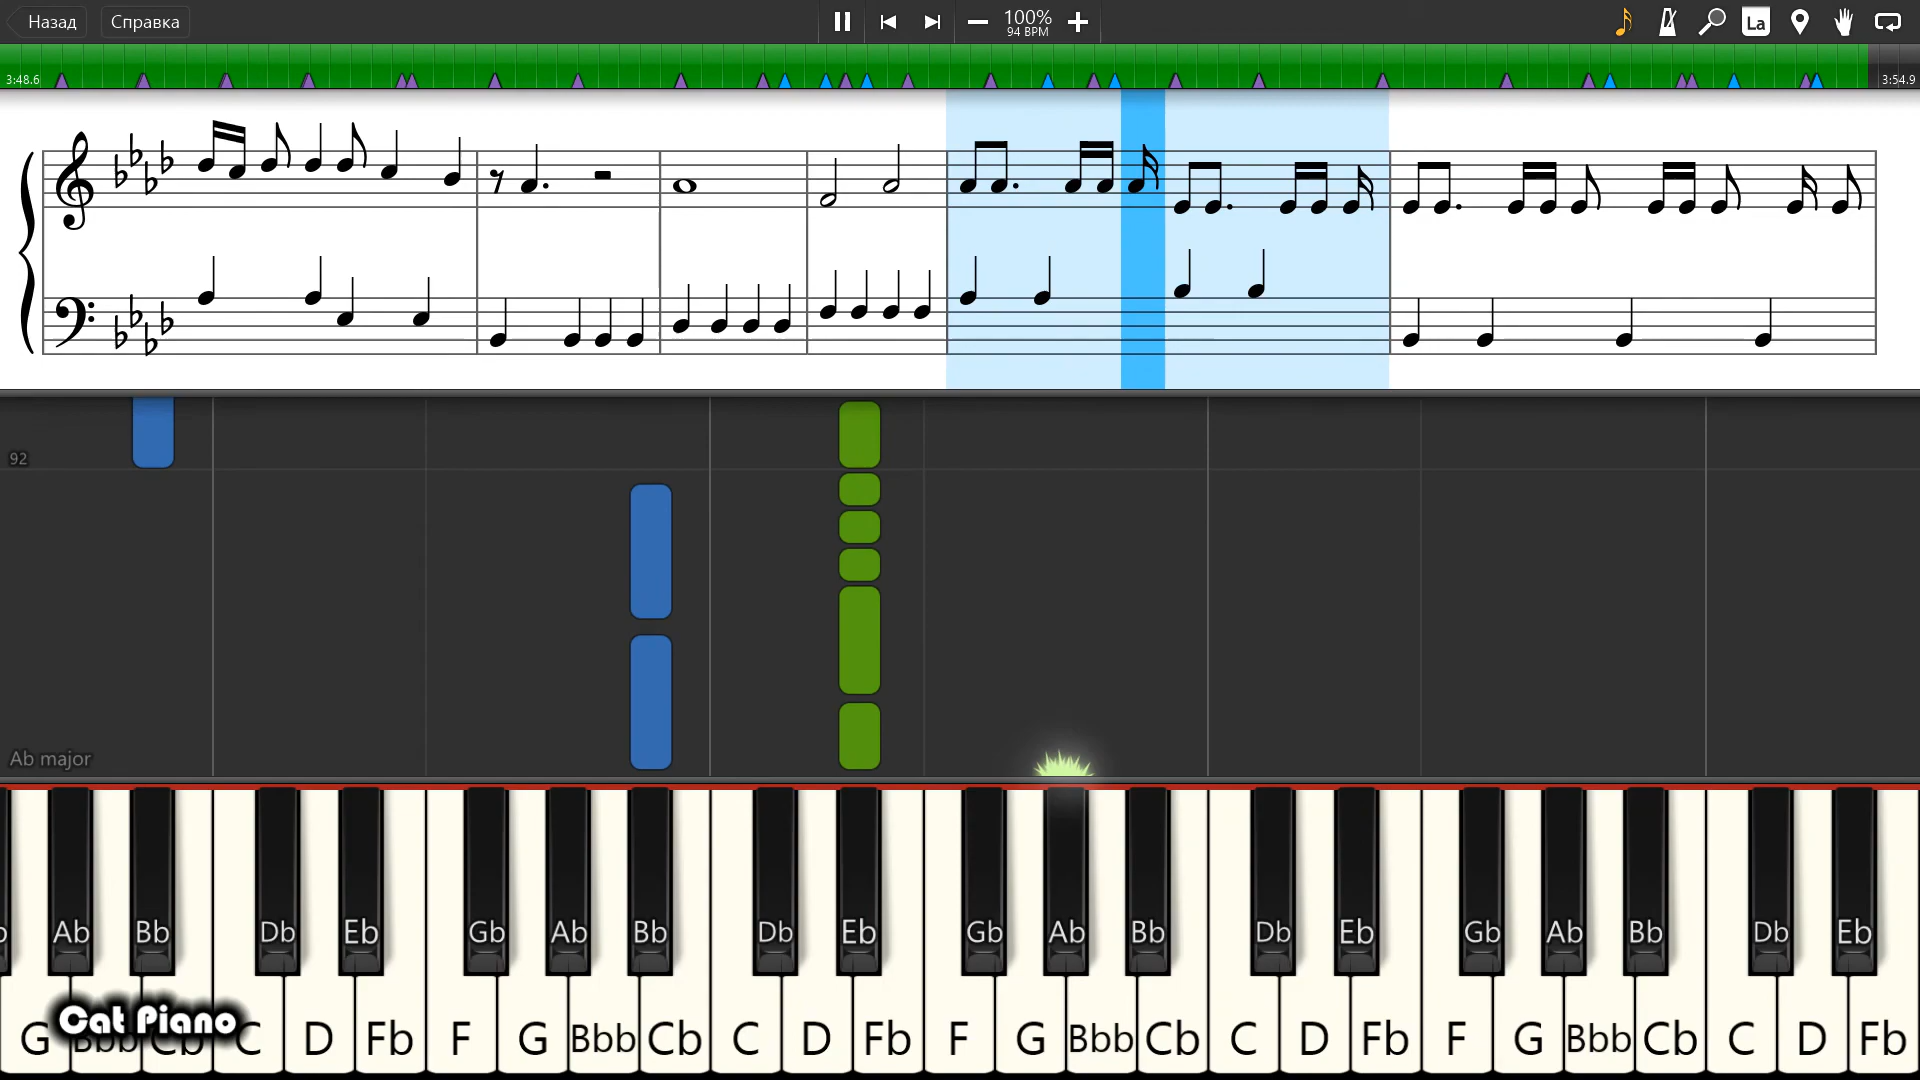 Назад Справка 100% La
94 BPM
3:48.6 3:54.9
92
Ab major
Ab Bb Db Eb Gb Ab Bb Db Eb Gb Ab Bb Db Eb Gb Ab Bb Db Eb
Cat Piano
G Bbb Cb C D Fb F G Bbb Cb C D Fb F G Bbb Cb C D Fb F G Bbb Cb C D Fb